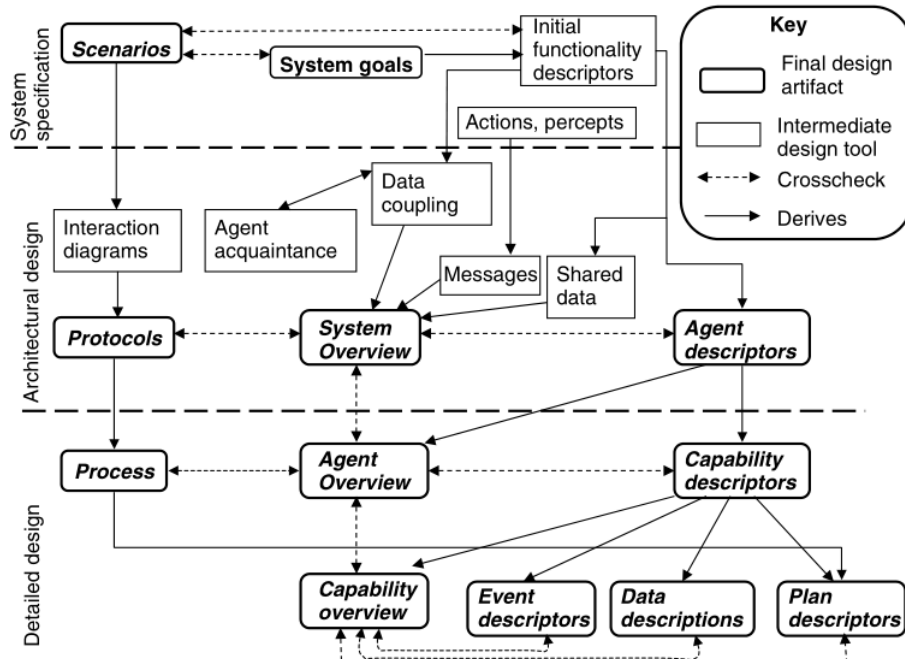 Scenarios
System goals
Initial
functionality
descriptors
Actions, percepts
System
specification
Key
Final design
artifact
Intermediate
design tool
Crosscheck
Derives
Data
coupling
Agent
acquaintance
Interaction
diagrams
Messages
Shared
data
Protocols
System
Overview
Agent
descriptors
Architectural design
Process
Agent
Overview
Capability
descriptors
Capability
overview
Event
descriptors
Data
descriptions
Plan
descriptors
Detailed design